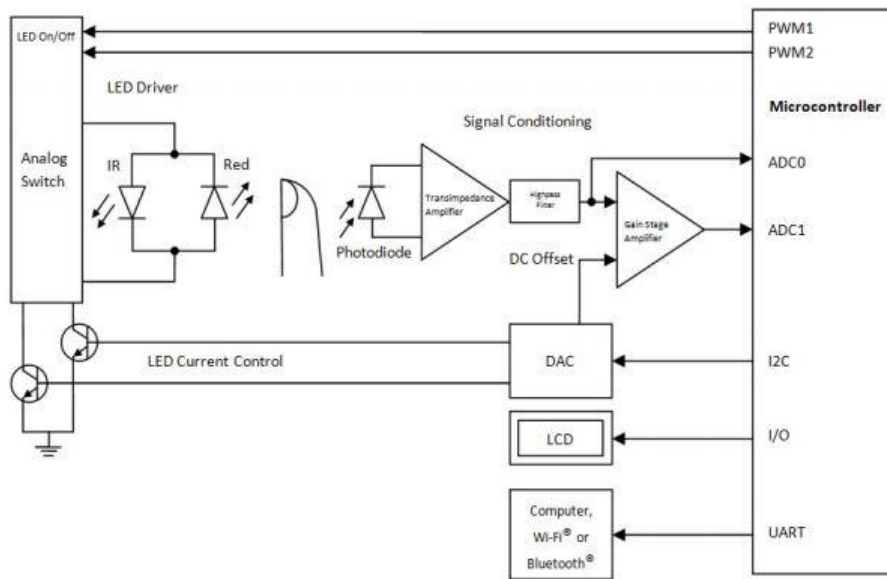 LED On/Off
PWM1
PWM2
LED Driver
Microcontroller
Signal Conditioning
Analog
Switch
IR
Red
ADC0
Transimpedance
Amplifier
Highpass
Filter
Gain Stage
Amplifier
ADC1
Photodiode
DC Offset
LED Current Control
DAC
I2C
LCD
I/O
Computer,
Wi-Fi® or
Bluetooth®
UART